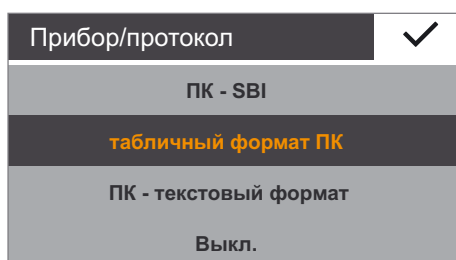 Прибор/протокол
ПК - SBI
табличный формат ПК
ПК - текстовый формат
Выкл.